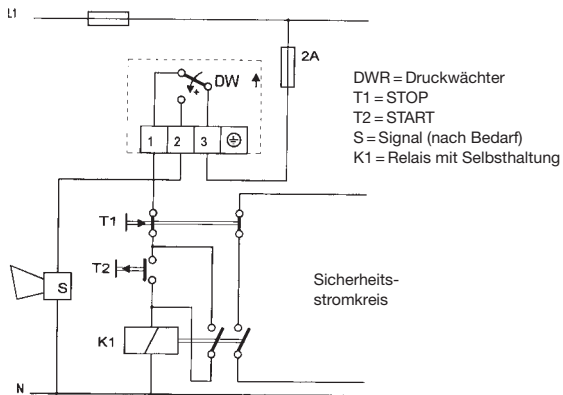 L1
2A
DW
1 2 3
DWR = Druckwächter
T1 = STOP
T2 = START
S = Signal (nach Bedarf)
K1 = Relais mit Selbsthaltung
T1
T2
S
Sicherheits-
stromkreis
K1
N